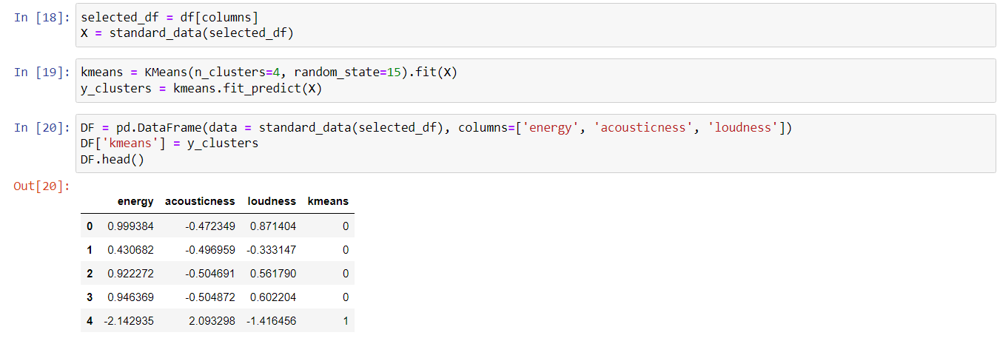 In [18]: selected_df = df[columns]
X = standard_data(selected_df)
In [19]: kmeans = KMeans(n_clusters=4, random_state=15).fit(X)
y_clusters = kmeans.fit_predict(X)
In [20]: DF = pd.DataFrame(data = standard_data(selected_df), columns=['energy', 'acousticness', 'loudness'])
DF['kmeans'] = y_clusters
DF.head()
Out[20]:
energy acousticness loudness kmeans
0 0.999384 -0.472349 0.871404 0
1 0.430682 -0.496959 -0.333147 0
2 0.922272 -0.504691 0.561790 0
3 0.946369 -0.504872 0.602204 0
4 -2.142935 2.093298 -1.416456 1